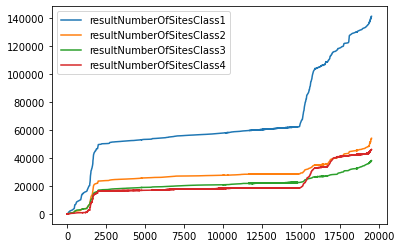 140000
120000
100000
80000
60000
40000
20000
0
resultNumberOfSitesClass1
resultNumberOfSitesClass2
resultNumberOfSitesClass3
resultNumberOfSitesClass4
0 2500 5000 7500 10000 12500 15000 17500 20000